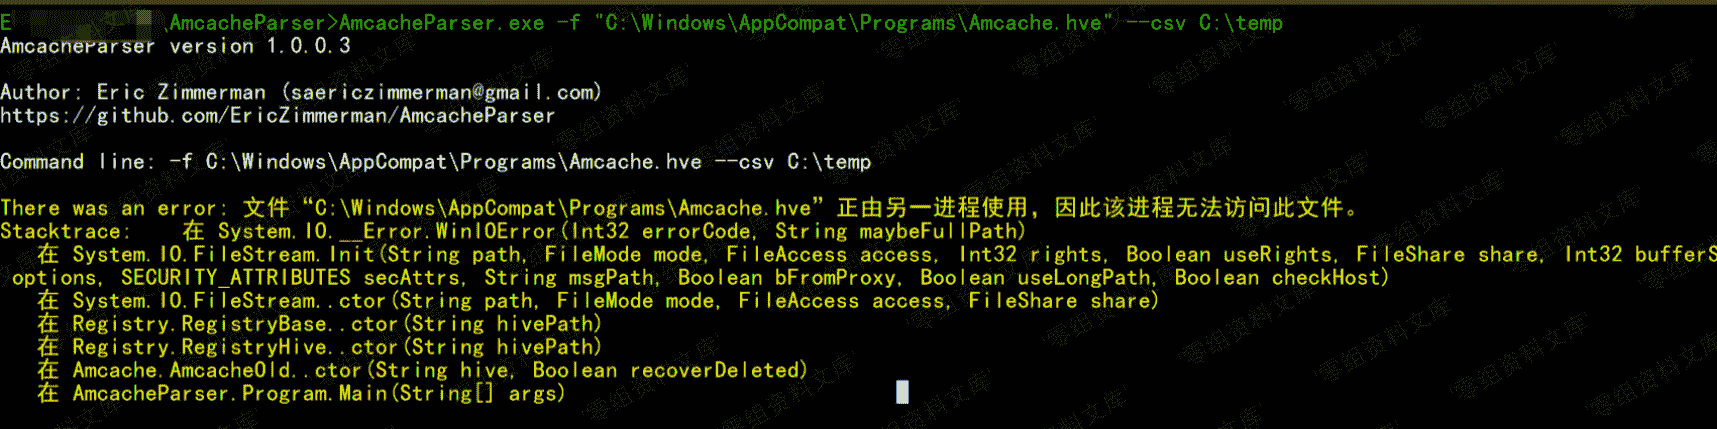 E \AmcacheParser>AmcacheParser.exe -f "C:\Windows\AppCompat\Programs\Amcache.hve" --csv C:\temp
AmcacheParser version 1.0.0.3
Author: Eric Zimmerman (saericzimmerman@gmail.com)
https://github.com/EricZimmerman/AmcacheParser
Command line: -f C:\Windows\AppCompat\Programs\Amcache.hve --csv C:\temp
There was an error: 文件“C:\Windows\AppCompat\Programs\Amcache.hve”正由另一进程使用，因此该进程无法访问此文件。
Stacktrace: 在 System.IO.__Error.WinIOError(Int32 errorCode, String maybeFullPath)
在 System.IO.FileStream.Init(String path, FileMode mode, FileAccess access, Int32 rights, Boolean useRights, FileShare share, Int32 bufferS
options, SECURITY_ATTRIBUTES secAttrs, String msgPath, Boolean bFromProxy, Boolean useLongPath, Boolean checkHost)
在 System.IO.FileStream..ctor(String path, FileMode mode, FileAccess access, FileShare share)
在 Registry.RegistryBase..ctor(String hivePath)
在 Registry.RegistryHive..ctor(String hivePath)
在 Amcache.AmcacheOld..ctor(String hive, Boolean recoverDeleted)
在 AmcacheParser.Program.Main(String[] args)
零组资料文库